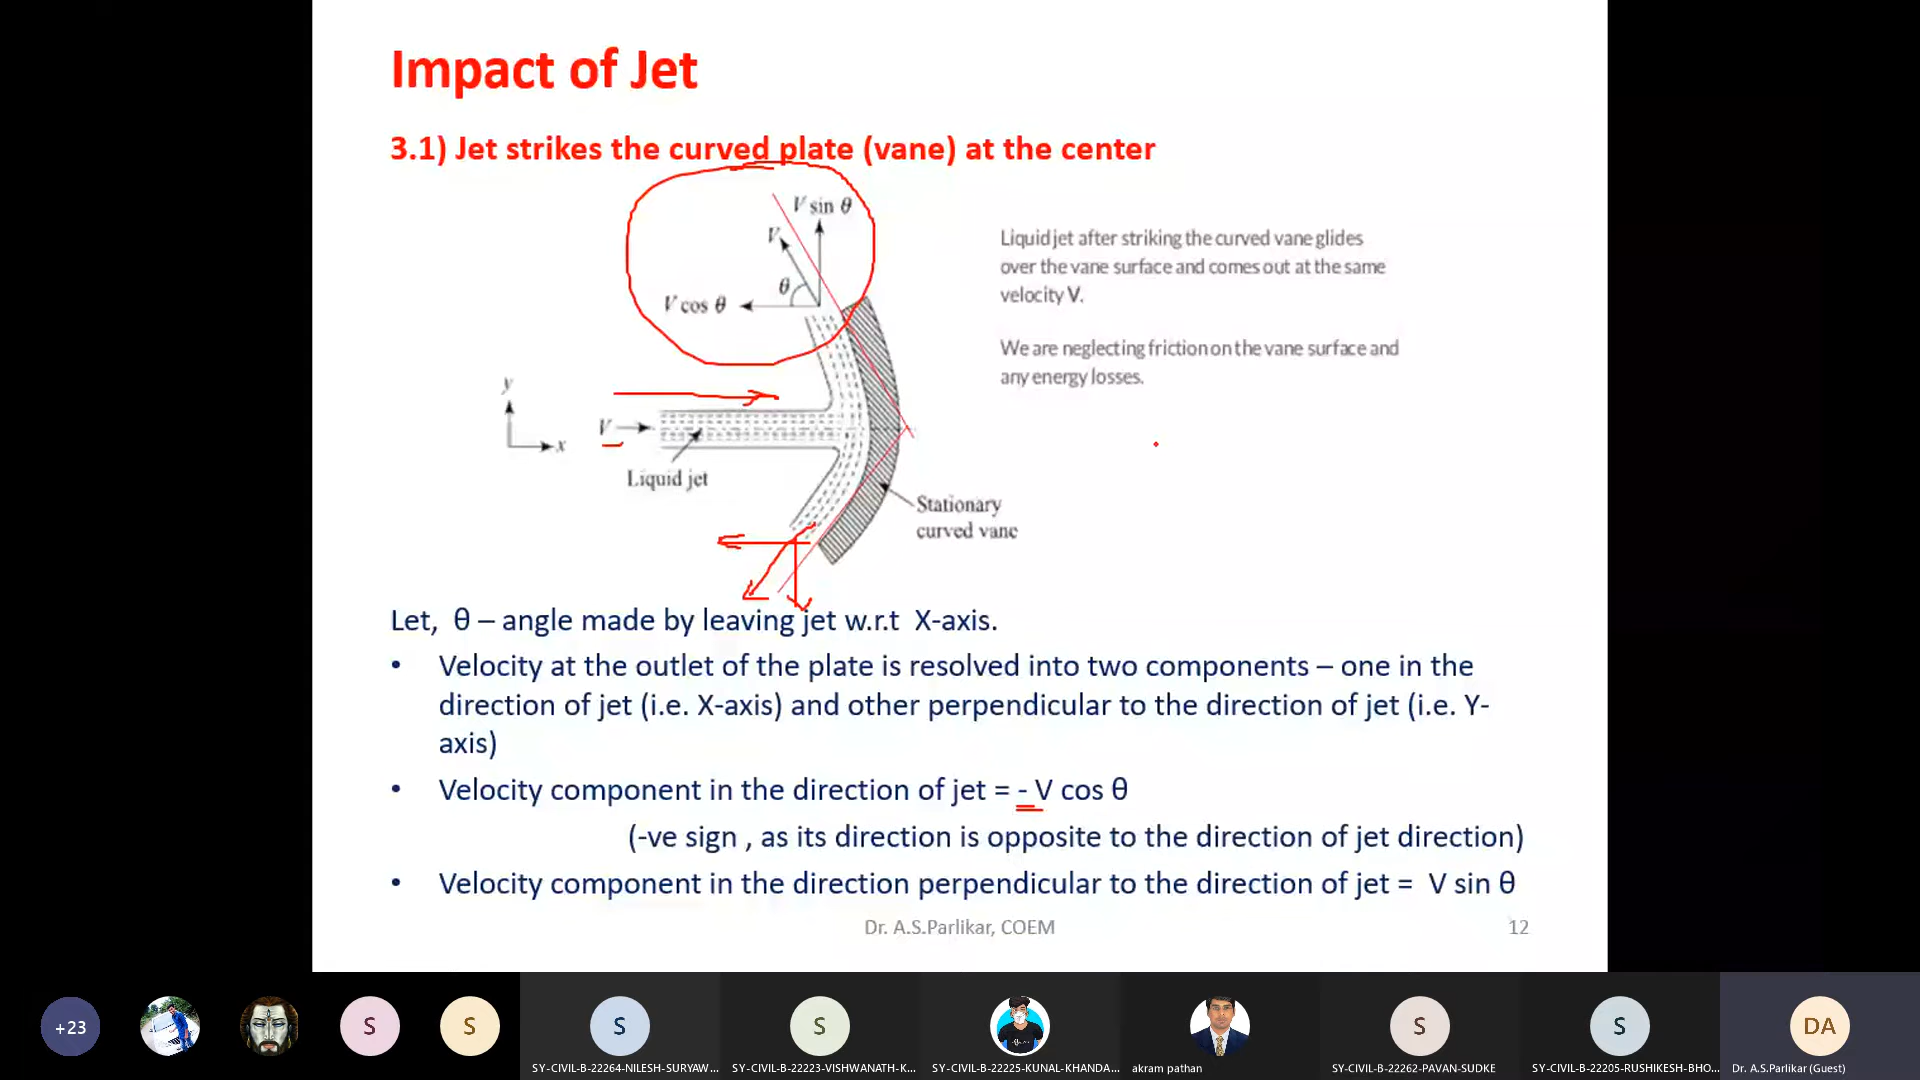 Impact of Jet
3.1) Jet strikes the curved plate (vane) at the center
V sin θ
V
θ
V cos θ
Liquid jet after striking the curved vane glides
over the vane surface and comes out at the same
velocity V.
We are neglecting friction on the vane surface and
any energy losses.
y
x
V
Liquid jet
Stationary
curved vane
Let, θ – angle made by leaving jet w.r.t X-axis.
• Velocity at the outlet of the plate is resolved into two components – one in the
direction of jet (i.e. X-axis) and other perpendicular to the direction of jet (i.e. Y-
axis)
• Velocity component in the direction of jet = - V cos θ
(-ve sign , as its direction is opposite to the direction of jet direction)
• Velocity component in the direction perpendicular to the direction of jet = V sin θ
Dr. A.S.Parlikar, COEM
12
+23
S
S
S
S
S
S
DA
SY-CIVIL-B-22264-NILESH-SURYAW...
SY-CIVIL-B-22223-VISHWANATH-K...
SY-CIVIL-B-22225-KUNAL-KHANDA...
akram pathan
SY-CIVIL-B-22262-PAVAN-SUDKE
SY-CIVIL-B-22205-RUSHIKESH-BHO...
Dr. A.S.Parlikar (Guest)